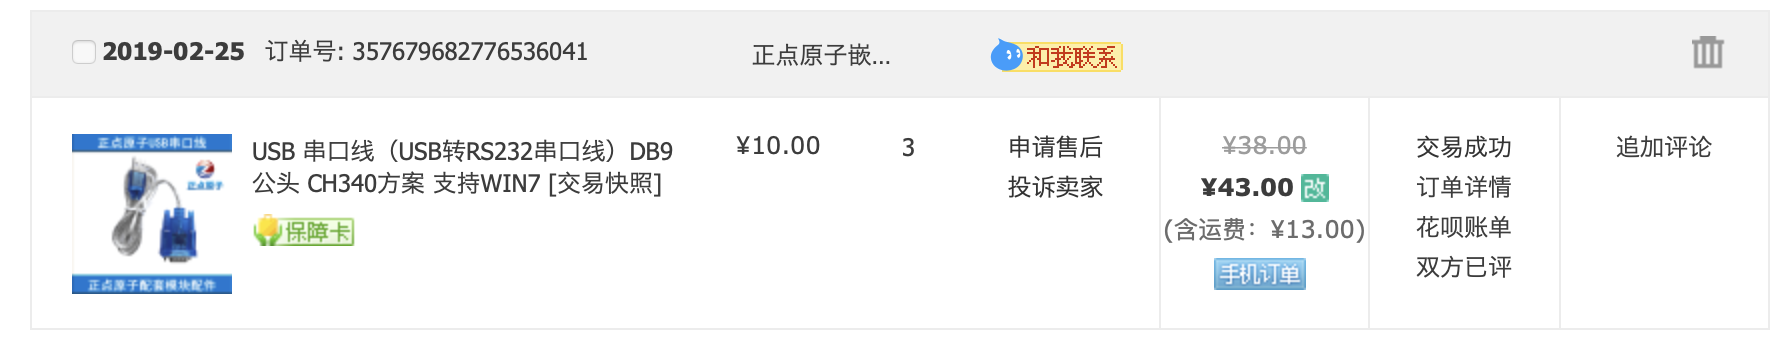 2019-02-25 订单号: 357679682776536041 正点原子嵌... 和我联系
正点原子USB串口线
正点原子
正点原子配套模块配件
USB 串口线（USB转RS232串口线）DB9
公头 CH340方案 支持WIN7 [交易快照]
保障卡
¥10.00
3
申请售后
投诉卖家
¥38.00
¥43.00 改
(含运费：¥13.00)
手机订单
交易成功
订单详情
花呗账单
双方已评
追加评论